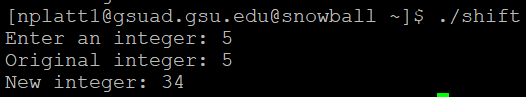 [nplatt1@gsuad.gsu.edu@snowball ~]$ ./shift
Enter an integer: 5
Original integer: 5
New integer: 34